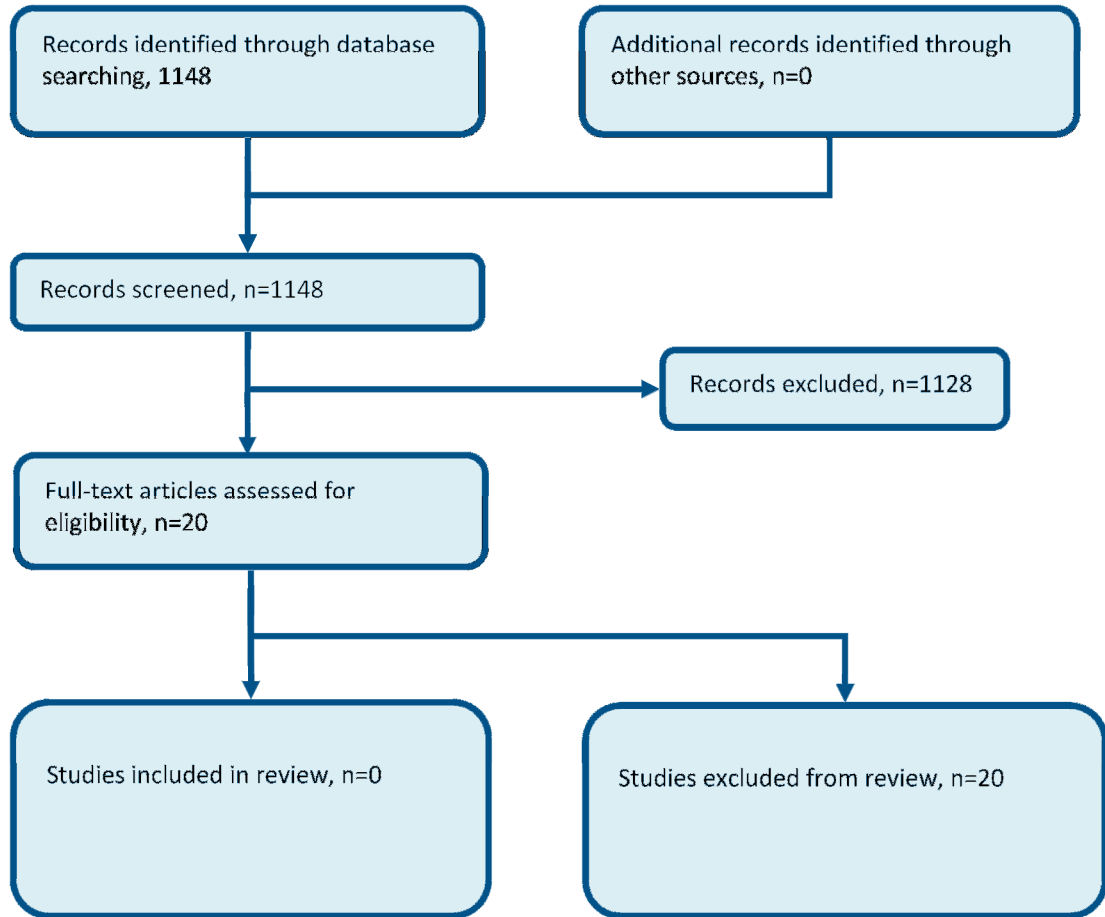 Records identified through database
searching, 1148
Additional records identified through
other sources, n=0
Records screened, n=1148
Records excluded, n=1128
Full-text articles assessed for
eligibility, n=20
Studies included in review, n=0
Studies excluded from review, n=20